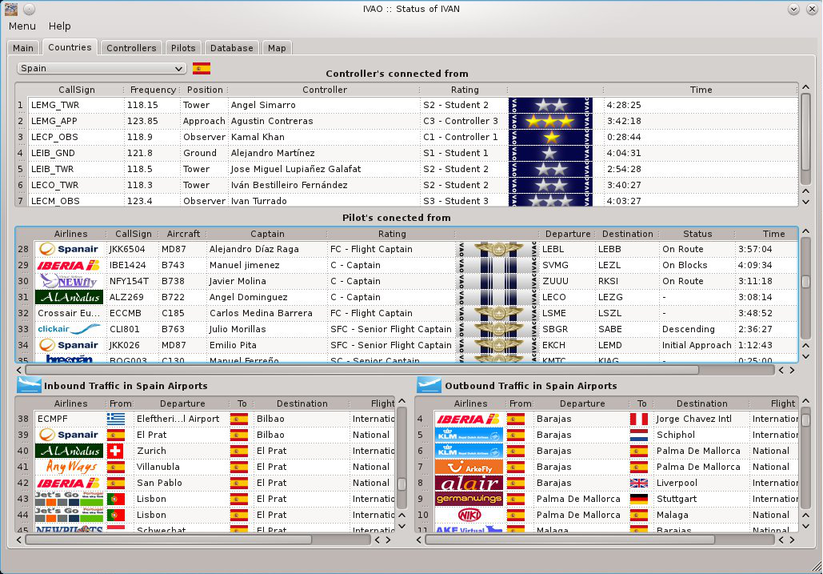 IVAO :: Status of IVAN
Menu Help
Main Countries Controllers Pilots Database Map
Spain
Controller's connected from
CallSign Frequency Position Controller Rating Time
1 LEMG_TWR 118.15 Tower Angel Simarro S2 - Student 2 4:28:25
2 LEMG_APP 123.85 Approach Agustin Contreras C3 - Controller 3 3:42:18
3 LECP_OBS 118.9 Observer Kamal Khan C1 - Controller 1 0:28:44
4 LEIB_GND 121.8 Ground Alejandro Martínez S1 - Student 1 4:04:31
5 LEIB_TWR 118.5 Tower Jose Miguel Lupiañez Galafat S2 - Student 2 2:54:28
6 LECO_TWR 118.3 Tower Iván Bestilleiro Fernández S2 - Student 2 3:40:27
7 LECM_OBS 123.4 Observer Ivan Turrado S3 - Student 3 4:03:27
Pilot's conected from
Airlines CallSign Aircraft Captain Rating Departure Destination Status Time
28 Spanair JKK6504 MD87 Alejandro Díaz Raga FC - Flight Captain LEBL LEBB On Route 3:57:04
29 IBERIA IBE1424 B743 Manuel jimenez C - Captain SVMG LEZL On Blocks 4:09:34
30 NEWfly NFY154T B738 Javier Molina C - Captain ZUUU RKSI On Route 3:11:18
31 ALAndalus ALZ269 B722 Angel Dominguez C - Captain LECO LEZG - 3:08:14
32 Crossair Eu... ECCMB C185 Carlos Medina Barrera FC - Flight Captain LSME LSZL - 3:48:52
33 clickair CLI801 B763 Julio Morillas SFC - Senior Flight Captain SBGR SABE Descending 2:36:27
34 Spanair JKK026 MD87 Emilio Pita SFC - Senior Flight Captain EKCH LEMD Initial Approach 1:12:43
35 BOG003 C130 Manuel Ferreño SC - Senior Captain KMTC KIAG - 0:25:00
Inbound Traffic in Spain Airports
Airlines From Departure To Destination Flight
38 ECMPF Eleftheri...l Airport Bilbao Internatio
39 Spanair El Prat Bilbao National
40 ALAndalus Zurich El Prat Internatio
41 AnyWays Villanubla El Prat National
42 IBERIA San Pablo El Prat National
43 Jet's Go Lisbon El Prat Internatio
44 Jet's Go Lisbon El Prat Internatio
45 NEWPILOTS Schwechat El Prat Internatio
Outbound Traffic in Spain Airports
Airlines From Departure To Destination Flight
4 IBERIA Barajas Jorge Chavez Intl Internation
5 KLM Barajas Schiphol Internation
6 KLM Barajas Palma De Mallorca National
7 ArkeFly Barajas Palma De Mallorca National
8 alair Barajas Liverpool Internation
9 germanwings Palma De Mallorca Stuttgart Internation
10 NIKI Palma De Mallorca Malaga National
11 AKE Virtual Malaga Barajas National